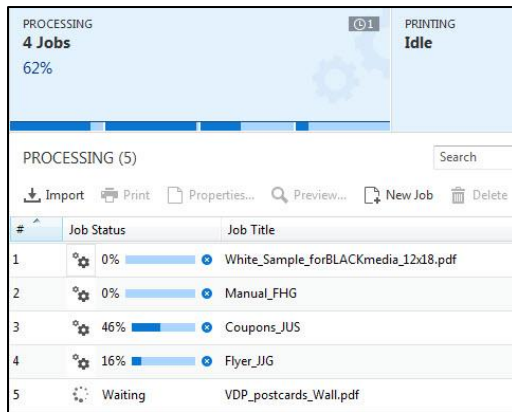 PROCESSING
1
4 Jobs
62%
PRINTING
Idle
PROCESSING (5)
Search
Import Print Properties... Preview... New Job Delete
# Job Status Job Title
1 0% White_Sample_forBLACKmedia_12x18.pdf
2 0% Manual_FHG
3 46% Coupons_JUS
4 16% Flyer_JJG
5 Waiting VDP_postcards_Wall.pdf